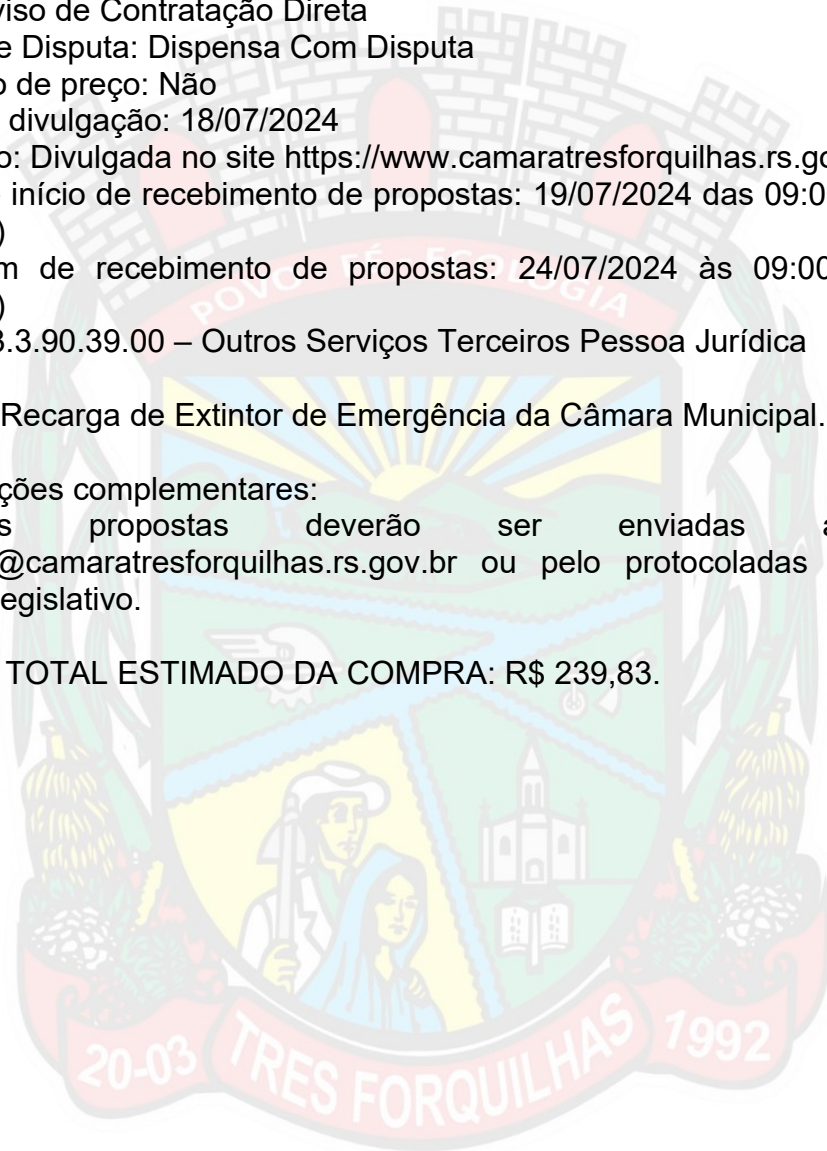 viso de Contratação Direta
e Disputa: Dispensa Com Disputa
o de preço: Não
divulgação: 18/07/2024
o: Divulgada no site https://www.camaratresforquilhas.rs.go
início de recebimento de propostas: 19/07/2024 das 09:0
)
m de recebimento de propostas: 24/07/2024 às 09:00
)
3.3.90.39.00 – Outros Serviços Terceiros Pessoa Jurídica
Recarga de Extintor de Emergência da Câmara Municipal.
ções complementares:
s propostas deverão ser enviadas a
@camaratresforquilhas.rs.gov.br ou pelo protocoladas
egislativo.
TOTAL ESTIMADO DA COMPRA: R$ 239,83.
POVO FÉ ECOLOGIA
20-03 TRES FORQUILHAS 1992